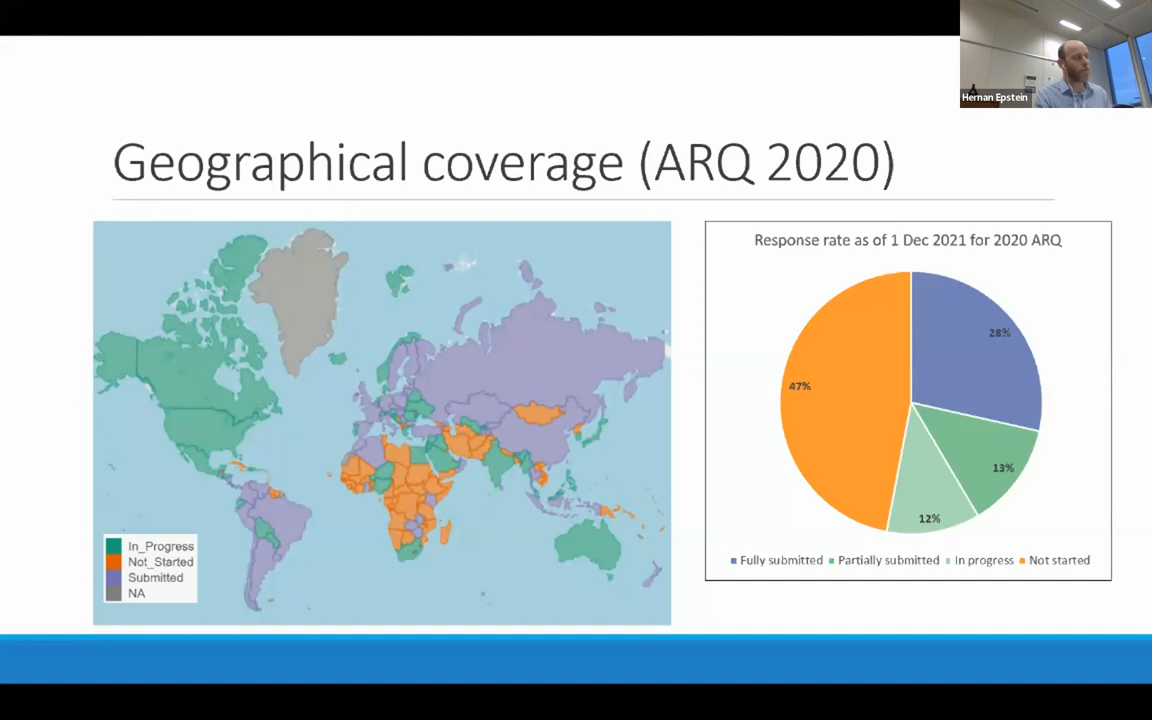 Hernan Epstein
Geographical coverage (ARQ 2020)
In_Progress
Not_Started
Submitted
NA
Response rate as of 1 Dec 2021 for 2020 ARQ
28%
47%
13%
12%
Fully submitted Partially submitted In progress Not started